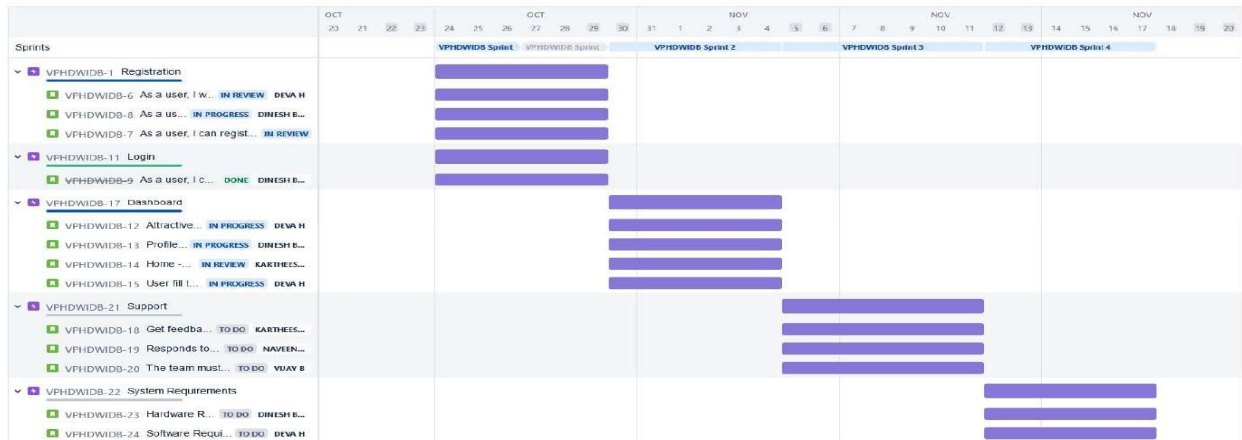 OCT OCT NOV NOV NOV
20 21 22 23 24 25 26 27 28 29 30 31 1 2 3 4 5 6 7 8 9 10 11 12 13 14 15 16 17 18 19 20
Sprints VPHDWIDB Sprint VPHDWIDB Sprint VPHDWIDB Sprint 2 VPHDWIDB Sprint 3 VPHDWIDB Sprint 4
VPHDWIDB-1 Registration
VPHDWIDB-6 As a user, I w... IN REVIEW DEVA H
VPHDWIDB-8 As a us... IN PROGRESS DINESH B...
VPHDWIDB-7 As a user, I can regist... IN REVIEW
VPHDWIDB-11 Login
VPHDWIDB-9 As a user, I c... DONE DINESH B...
VPHDWIDB-17 Dashboard
VPHDWIDB-12 Attractive... IN PROGRESS DEVA H
VPHDWIDB-13 Profile... IN PROGRESS DINESH B...
VPHDWIDB-14 Home -... IN REVIEW KARTHEES...
VPHDWIDB-15 User fill t... IN PROGRESS DEVA H
VPHDWIDB-21 Support
VPHDWIDB-18 Get feedba... TO DO KARTHEES...
VPHDWIDB-19 Responds to... TO DO NAVEEN...
VPHDWIDB-20 The team must... TO DO VIJAY B
VPHDWIDB-22 System Requirements
VPHDWIDB-23 Hardware R... TO DO DINESH B...
VPHDWIDB-24 Software Requi... TO DO DEVA H